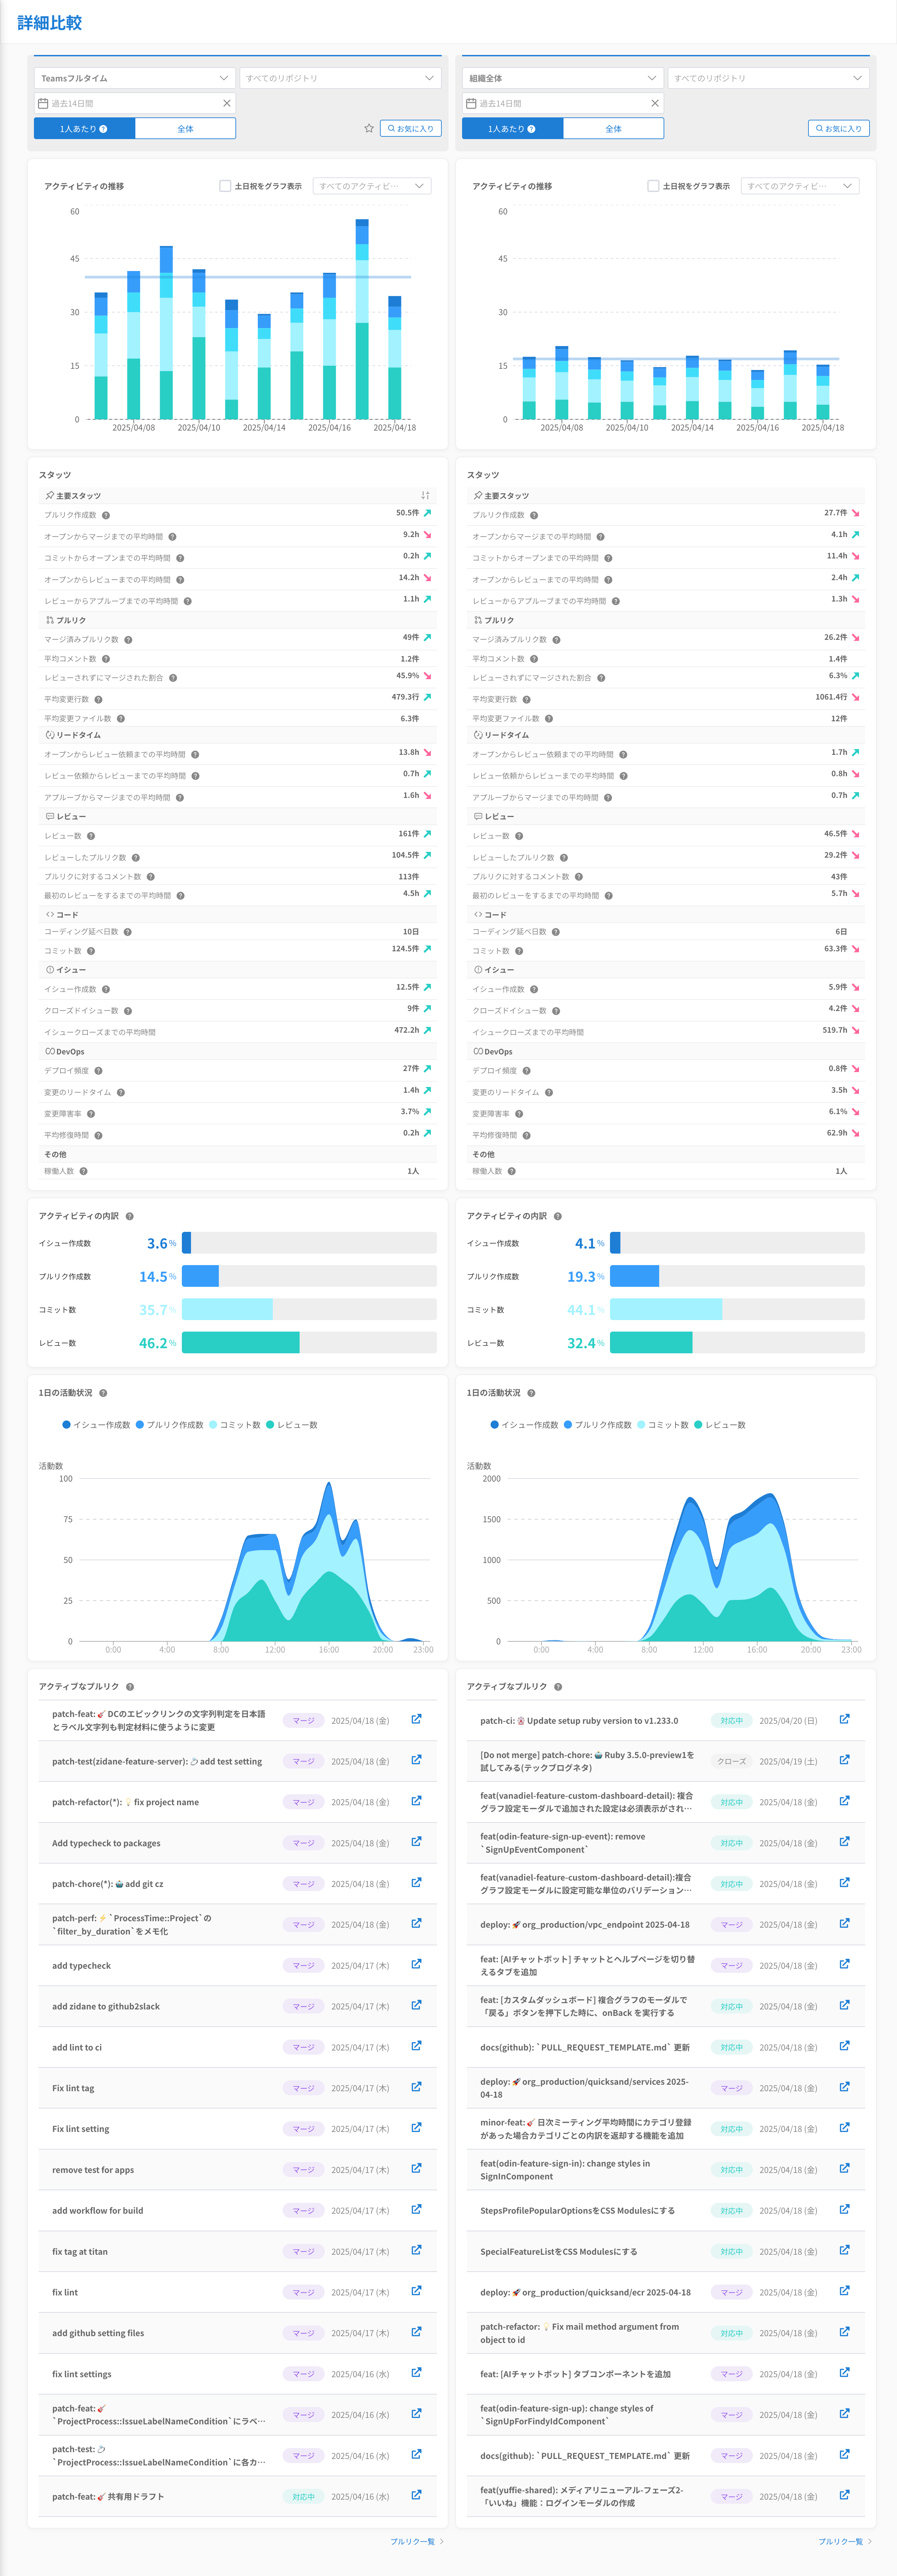 詳細比較
Teamsフルタイム
すべてのリポジトリ
過去14日間
1人あたり
全体
お気に入り
アクティビティの推移
土日祝をグラフ表示
すべてのアクティビ…
60
45
30
15
0
2025/04/08
2025/04/10
2025/04/14
2025/04/16
2025/04/18
スタッツ
主要スタッツ
プルリク作成数 50.5件
オープンからマージまでの平均時間 9.2h
コミットからオープンまでの平均時間 0.2h
オープンからレビューまでの平均時間 14.2h
レビューからアプルーブまでの平均時間 1.1h
プルリク
マージ済みプルリク数 49件
平均コメント数 1.2件
レビューされずにマージされた割合 45.9%
平均変更行数 479.3行
平均変更ファイル数 6.3件
リードタイム
オープンからレビュー依頼までの平均時間 13.8h
レビュー依頼からレビューまでの平均時間 0.7h
アプルーブからマージまでの平均時間 1.6h
レビュー
レビュー数 161件
レビューしたプルリク数 104.5件
プルリクに対するコメント数 113件
最初のレビューをするまでの平均時間 4.5h
コード
コーディング延べ日数 10日
コミット数 124.5件
イシュー
イシュー作成数 12.5件
クローズドイシュー数 9件
イシュークローズまでの平均時間 472.2h
DevOps
デプロイ頻度 27件
変更のリードタイム 1.4h
変更障害率 3.7%
平均修復時間 0.2h
その他
稼働人数 1人
アクティビティの内訳
イシュー作成数 3.6%
プルリク作成数 14.5%
コミット数 35.7%
レビュー数 46.2%
1日の活動状況
イシュー作成数 プルリク作成数 コミット数 レビュー数
活動数
100
75
50
25
0
0:00 4:00 8:00 12:00 16:00 20:00 23:00
アクティブなプルリク
patch-feat: 🎸 DCのエピックリンクの文字列判定を日本語
とラベル文字列も判定材料に使うように変更
マージ 2025/04/18 (金)
patch-test(zidane-feature-server): 💍 add test setting マージ 2025/04/18 (金)
patch-refactor(*): 💡 fix project name マージ 2025/04/18 (金)
Add typecheck to packages マージ 2025/04/18 (金)
patch-chore(*): 🤖 add git cz マージ 2025/04/18 (金)
patch-perf: ⚡ `ProcessTime::Project`の
`filter_by_duration`をメモ化
マージ 2025/04/18 (金)
add typecheck マージ 2025/04/17 (木)
add zidane to github2slack マージ 2025/04/17 (木)
add lint to ci マージ 2025/04/17 (木)
Fix lint tag マージ 2025/04/17 (木)
Fix lint setting マージ 2025/04/17 (木)
remove test for apps マージ 2025/04/17 (木)
add workflow for build マージ 2025/04/17 (木)
fix tag at titan マージ 2025/04/17 (木)
fix lint マージ 2025/04/17 (木)
add github setting files マージ 2025/04/17 (木)
fix lint settings マージ 2025/04/16 (水)
patch-feat: 🎸
`ProjectProcess::IssueLabelNameCondition`にラベ…
マージ 2025/04/16 (水)
patch-test: 💍
`ProjectProcess::IssueLabelNameCondition`に各カ…
マージ 2025/04/16 (水)
patch-feat: 🎸 共有用ドラフト 対応中 2025/04/16 (水)
プルリク一覧
組織全体
すべてのリポジトリ
過去14日間
1人あたり
全体
お気に入り
アクティビティの推移
土日祝をグラフ表示
すべてのアクティビ…
60
45
30
15
0
2025/04/08
2025/04/10
2025/04/14
2025/04/16
2025/04/18
スタッツ
主要スタッツ
プルリク作成数 27.7件
オープンからマージまでの平均時間 4.1h
コミットからオープンまでの平均時間 11.4h
オープンからレビューまでの平均時間 2.4h
レビューからアプルーブまでの平均時間 1.3h
プルリク
マージ済みプルリク数 26.2件
平均コメント数 1.4件
レビューされずにマージされた割合 6.3%
平均変更行数 1061.4行
平均変更ファイル数 12件
リードタイム
オープンからレビュー依頼までの平均時間 1.7h
レビュー依頼からレビューまでの平均時間 0.8h
アプルーブからマージまでの平均時間 0.7h
レビュー
レビュー数 46.5件
レビューしたプルリク数 29.2件
プルリクに対するコメント数 43件
最初のレビューをするまでの平均時間 5.7h
コード
コーディング延べ日数 6日
コミット数 63.3件
イシュー
イシュー作成数 5.9件
クローズドイシュー数 4.2件
イシュークローズまでの平均時間 519.7h
DevOps
デプロイ頻度 0.8件
変更のリードタイム 3.5h
変更障害率 6.1%
平均修復時間 62.9h
その他
稼働人数 1人
アクティビティの内訳
イシュー作成数 4.1%
プルリク作成数 19.3%
コミット数 44.1%
レビュー数 32.4%
1日の活動状況
イシュー作成数 プルリク作成数 コミット数 レビュー数
活動数
2000
1500
1000
500
0
0:00 4:00 8:00 12:00 16:00 20:00 23:00
アクティブなプルリク
patch-ci: 🎡 Update setup ruby version to v1.233.0 対応中 2025/04/20 (日)
[Do not merge] patch-chore: 🤖 Ruby 3.5.0-preview1を
試してみる(テックブログネタ)
クローズ 2025/04/19 (土)
feat(vanadiel-feature-custom-dashboard-detail): 複合
グラフ設定モーダルで追加された設定は必須表示がされ…
対応中 2025/04/18 (金)
feat(odin-feature-sign-up-event): remove
`SignUpEventComponent`
対応中 2025/04/18 (金)
feat(vanadiel-feature-custom-dashboard-detail):複合
グラフ設定モーダルに設定可能な単位のバリデーション…
対応中 2025/04/18 (金)
deploy: 🚀 org_production/vpc_endpoint 2025-04-18 マージ 2025/04/18 (金)
feat: [AIチャットボット] チャットとヘルプページを切り替
えるタブを追加
マージ 2025/04/18 (金)
feat: [カスタムダッシュボード] 複合グラフのモーダルで
「戻る」ボタンを押下した時に、onBack を実行する
対応中 2025/04/18 (金)
docs(github): `PULL_REQUEST_TEMPLATE.md` 更新 対応中 2025/04/18 (金)
deploy: 🚀 org_production/quicksand/services 2025-
04-18
マージ 2025/04/18 (金)
minor-feat: 🎸 日次ミーティング平均時間にカテゴリ登録
があった場合カテゴリごとの内訳を返却する機能を追加
対応中 2025/04/18 (金)
feat(odin-feature-sign-in): change styles in
SignInComponent
対応中 2025/04/18 (金)
StepsProfilePopularOptionsをCSS Modulesにする 対応中 2025/04/18 (金)
SpecialFeatureListをCSS Modulesにする 対応中 2025/04/18 (金)
deploy: 🚀 org_production/quicksand/ecr 2025-04-18 マージ 2025/04/18 (金)
patch-refactor: 💡 Fix mail method argument from
object to id
対応中 2025/04/18 (金)
feat: [AIチャットボット] タブコンポーネントを追加 マージ 2025/04/18 (金)
feat(odin-feature-sign-up): change styles of
`SignUpForFindyIdComponent`
マージ 2025/04/18 (金)
docs(github): `PULL_REQUEST_TEMPLATE.md` 更新 マージ 2025/04/18 (金)
feat(yuffie-shared): メディアリニューアル-フェーズ2-
「いいね」機能：ログインモーダルの作成
マージ 2025/04/18 (金)
プルリク一覧